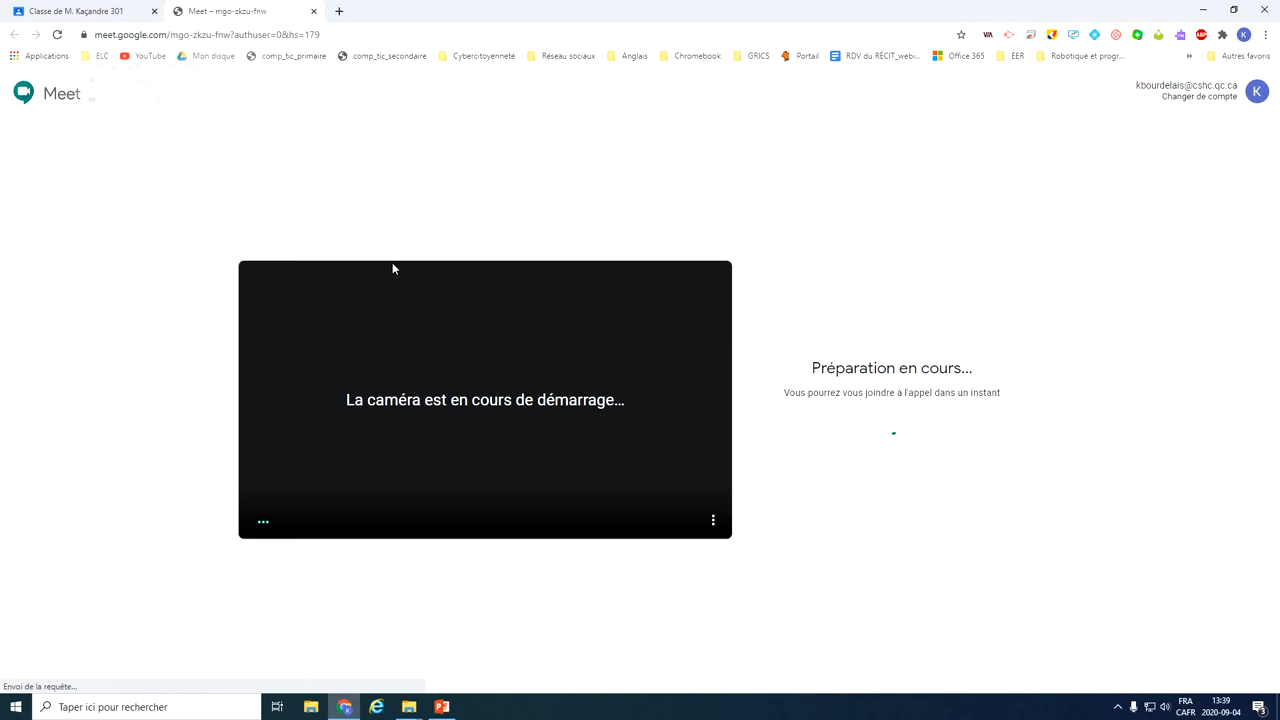 Classe de M. Kaçandre 301
Meet – mgo-zkzu-fnw
meet.google.com/mgo-zkzu-fnw?authuser=0&hs=179
K
Applications
ELC
YouTube
Mon disque
comp_tic_primaire
comp_tic_secondaire
Cybercitoyenneté
Réseau sociaux
Anglais
Chromebook
GRICS
Portail
RDV du RÉCIT_webi...
Office 365
ÉER
Robotique et progr...
»
Autres favoris
Meet
kbourdelais@cshc.qc.ca
Changer de compte
K
La caméra est en cours de démarrage…
Préparation en cours…
Vous pourrez vous joindre à l'appel dans un instant
Envoi de la requête...
Taper ici pour rechercher
FRA
CAFR
13:39
2020-09-04
3